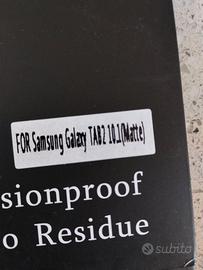 FOR Samsung Galaxy TAB2 10.1(Matte)
sionproof
o Residue
subito